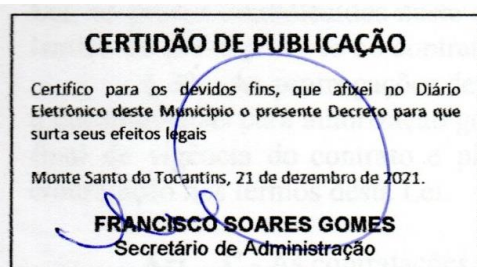 CERTIDÃO DE PUBLICAÇÃO
Certifico para os devidos fins, que afixei no Diário
Eletrônico deste Municipio o presente Decreto para que
surta seus efeitos legais
Monte Santo do Tocantins, 21 de dezembro de 2021.
FRANCISCO SOARES GOMES
Secretário de Administração